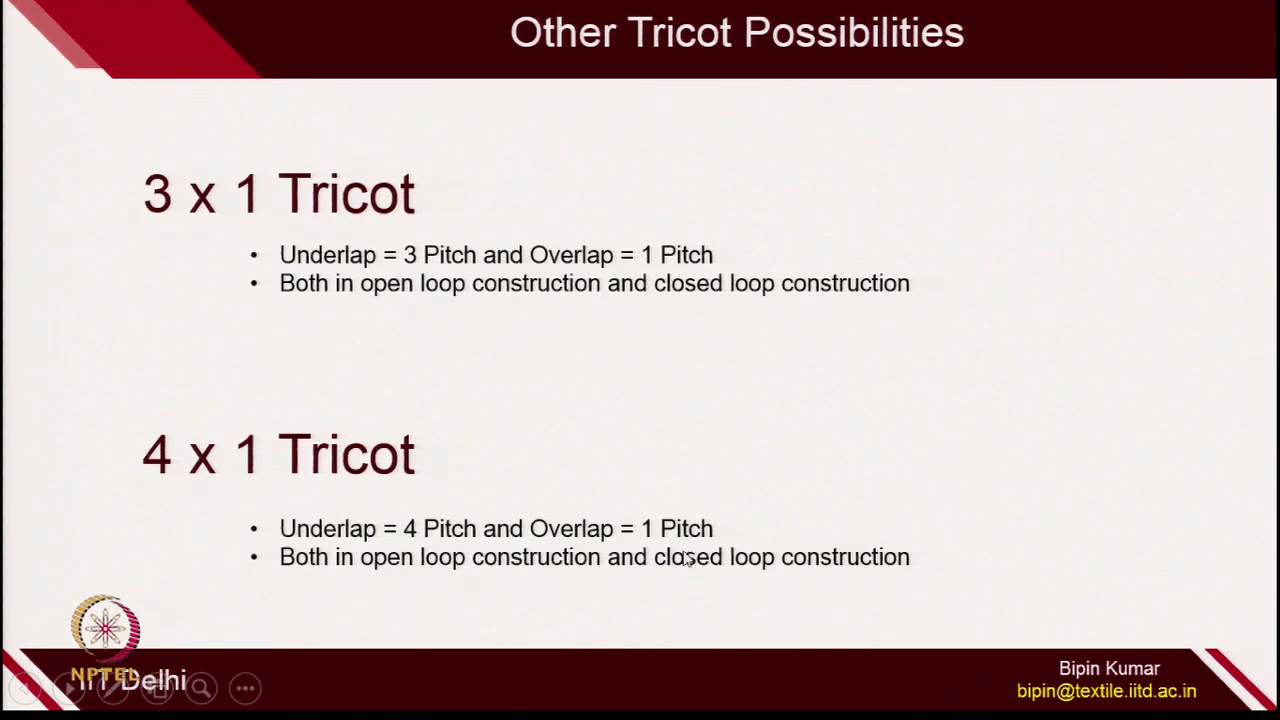 Other Tricot Possibilities
3 x 1 Tricot
• Underlap = 3 Pitch and Overlap = 1 Pitch
• Both in open loop construction and closed loop construction
4 x 1 Tricot
• Underlap = 4 Pitch and Overlap = 1 Pitch
• Both in open loop construction and closed loop construction
NPTEL
IIT Delhi
Bipin Kumar
bipin@textile.iitd.ac.in